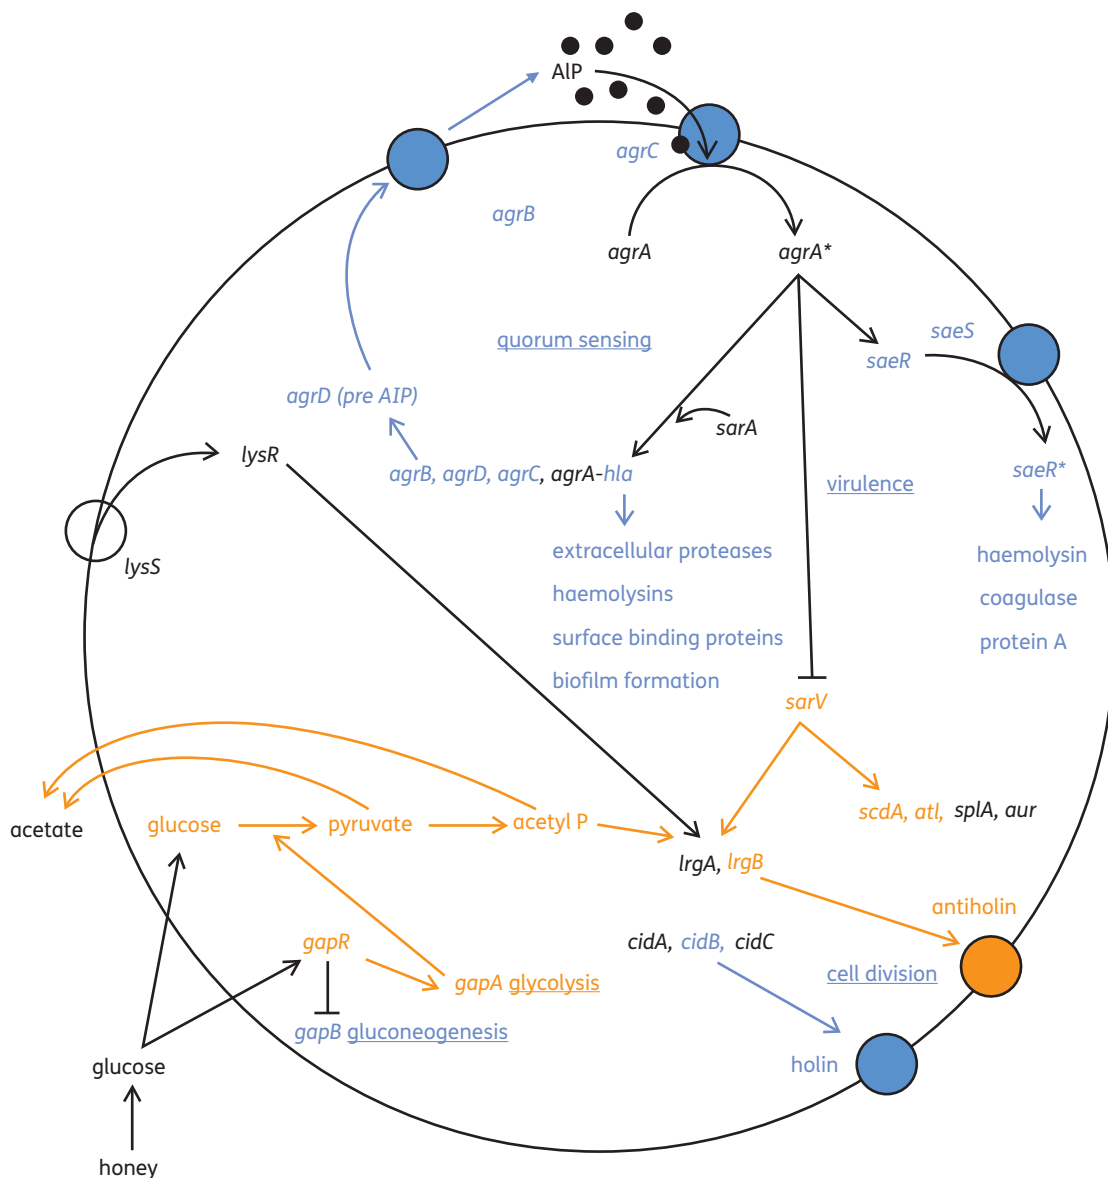 AIP
agrC
agrB
agrA
agrA*
quorum sensing
saeS
saeR
agrD (pre AIP)
sarA
lysR
agrB, agrD, agrC, agrA-hla
saeR*
virulence
lysS
extracellular proteases
haemolysin
haemolysins
coagulase
surface binding proteins
protein A
biofilm formation
sarV
acetate
glucose
pyruvate
acetyl P
scdA, atl, splA, aur
lrgA, lrgB
antiholin
gapR
cidA, cidB, cidC
gapA glycolysis
cell division
gapB gluconeogenesis
glucose
holin
honey